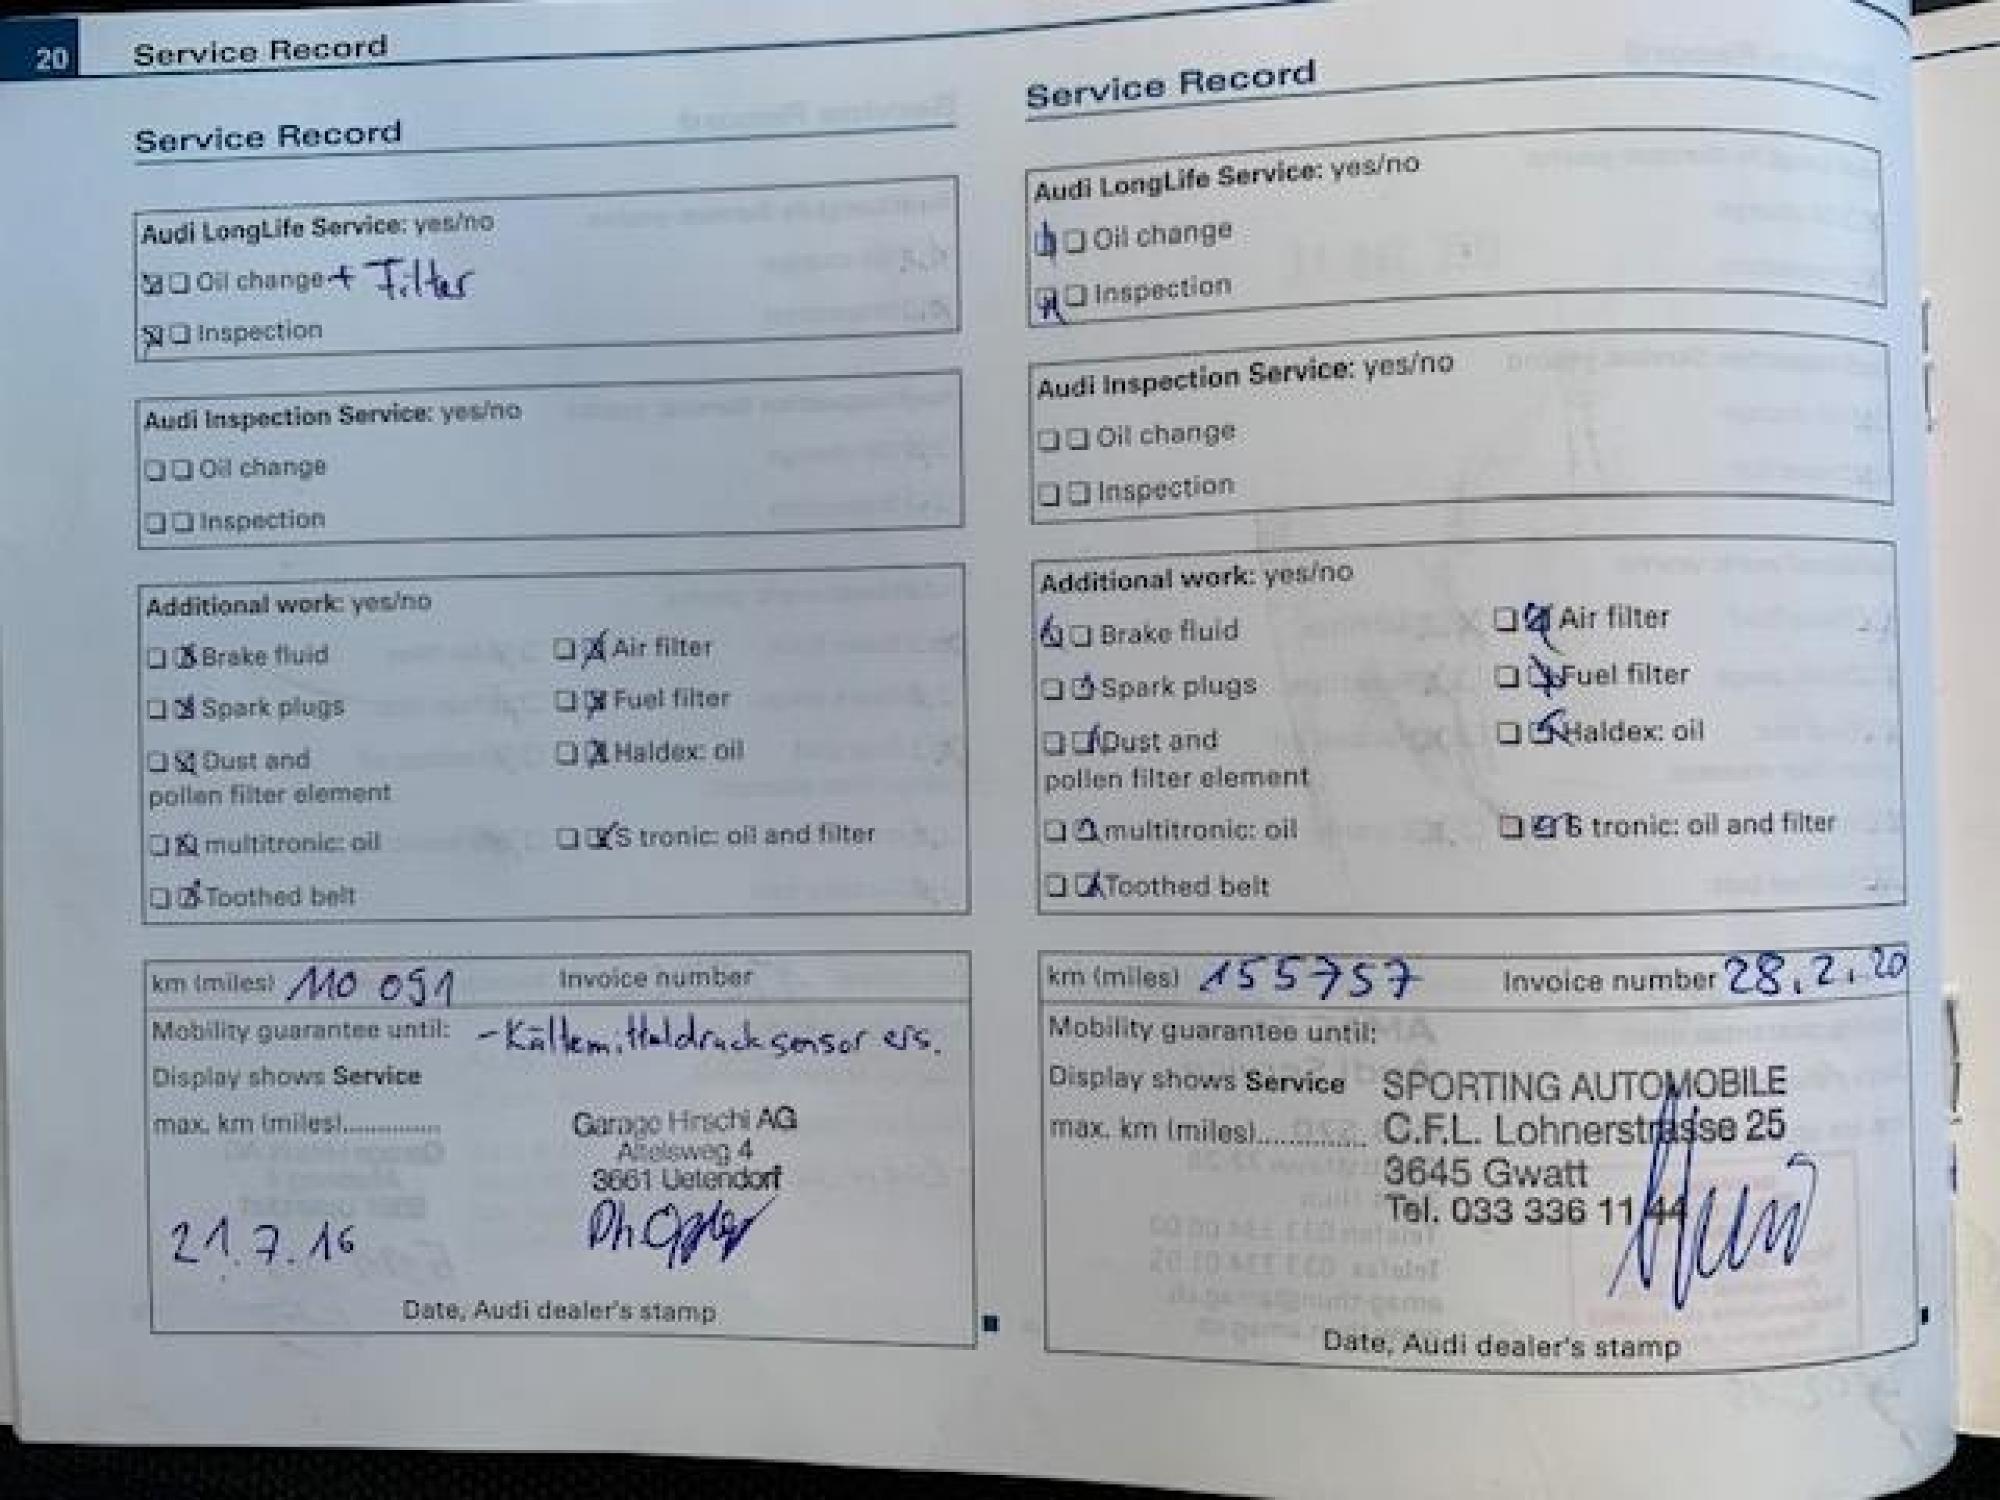 20 Service Record
Service Record
Audi LongLife Service: yes/no
Oil change + Filter
Inspection
Audi Inspection Service: yes/no
Oil change
Inspection
Additional work: yes/no
Brake fluid
Air filter
Spark plugs
Fuel filter
Dust and
pollen filter element
Haldex: oil
multitronic: oil
S tronic: oil and filter
Toothed belt
km (miles) 110 091
Invoice number
Mobility guarantee until: - Kältemitteldrucksensor ers.
Display shows Service
max. km (miles)..............
Garage Hirschi AG
Altelsweg 4
3661 Uetendorf
21.7.16
Date, Audi dealer's stamp
Service Record
Audi LongLife Service: yes/no
Oil change
Inspection
Audi Inspection Service: yes/no
Oil change
Inspection
Additional work: yes/no
Brake fluid
Air filter
Spark plugs
Fuel filter
Dust and
pollen filter element
Haldex: oil
multitronic: oil
S tronic: oil and filter
Toothed belt
km (miles) 155757
Invoice number 28.2.20
Mobility guarantee until:
Display shows Service
max. km (miles)................
SPORTING AUTOMOBILE
C.F.L. Lohnerstrasse 25
3645 Gwatt
Tel. 033 336 11 44
Date, Audi dealer's stamp